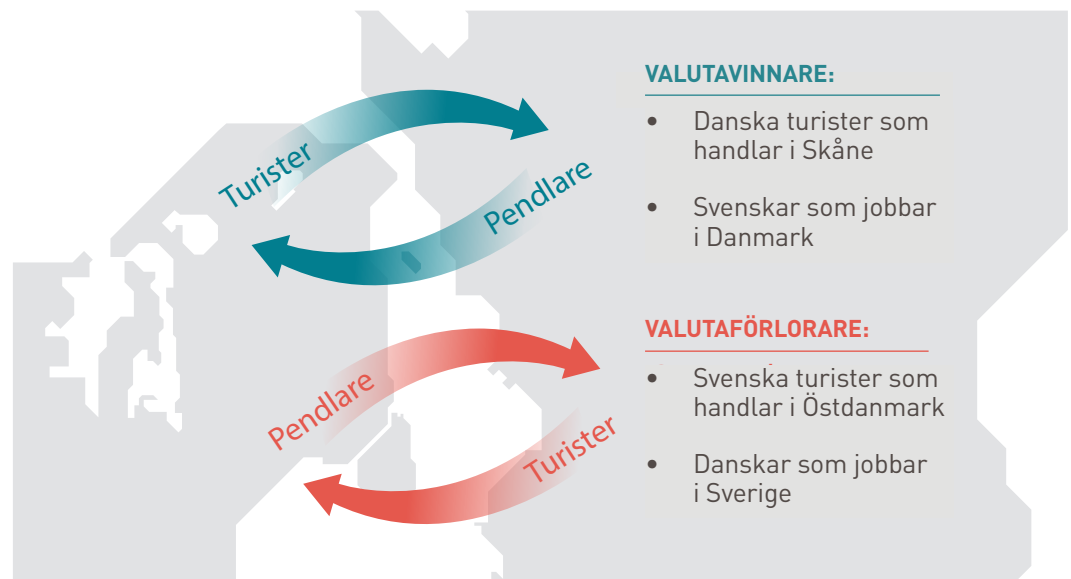 Turister
Pendlare
Pendlare
Turister
VALUTAVINNARE:
• Danska turister som
handlar i Skåne
• Svenskar som jobbar
i Danmark
VALUTAFÖRLORARE:
• Svenska turister som
handlar i Östdanmark
• Danskar som jobbar
i Sverige